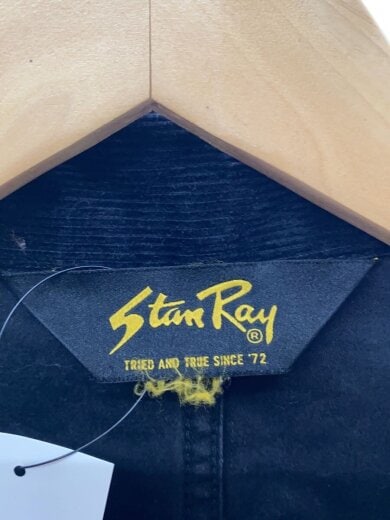 Stan Ray®
TRIED AND TRUE SINCE '72